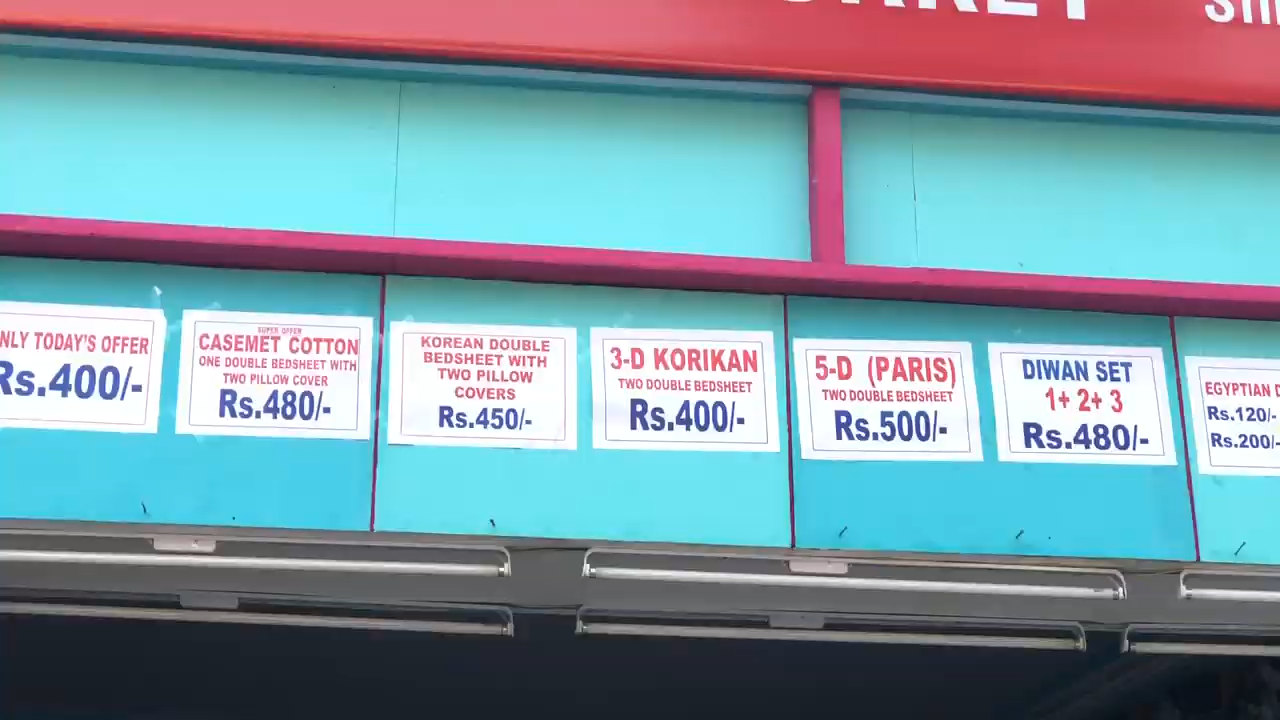 NLY TODAY'S OFFER
Rs.400/-
SUPER OFFER
CASEMET COTTON
ONE DOUBLE BEDSHEET WITH
TWO PILLOW COVER
Rs.480/-
KOREAN DOUBLE
BEDSHEET WITH
TWO PILLOW
COVERS
Rs.450/-
3-D KORIKAN
TWO DOUBLE BEDSHEET
Rs.400/-
5-D (PARIS)
TWO DOUBLE BEDSHEET
Rs.500/-
DIWAN SET
1+ 2+ 3
Rs.480/-
EGYPTIAN
Rs.120/-
Rs.200/-